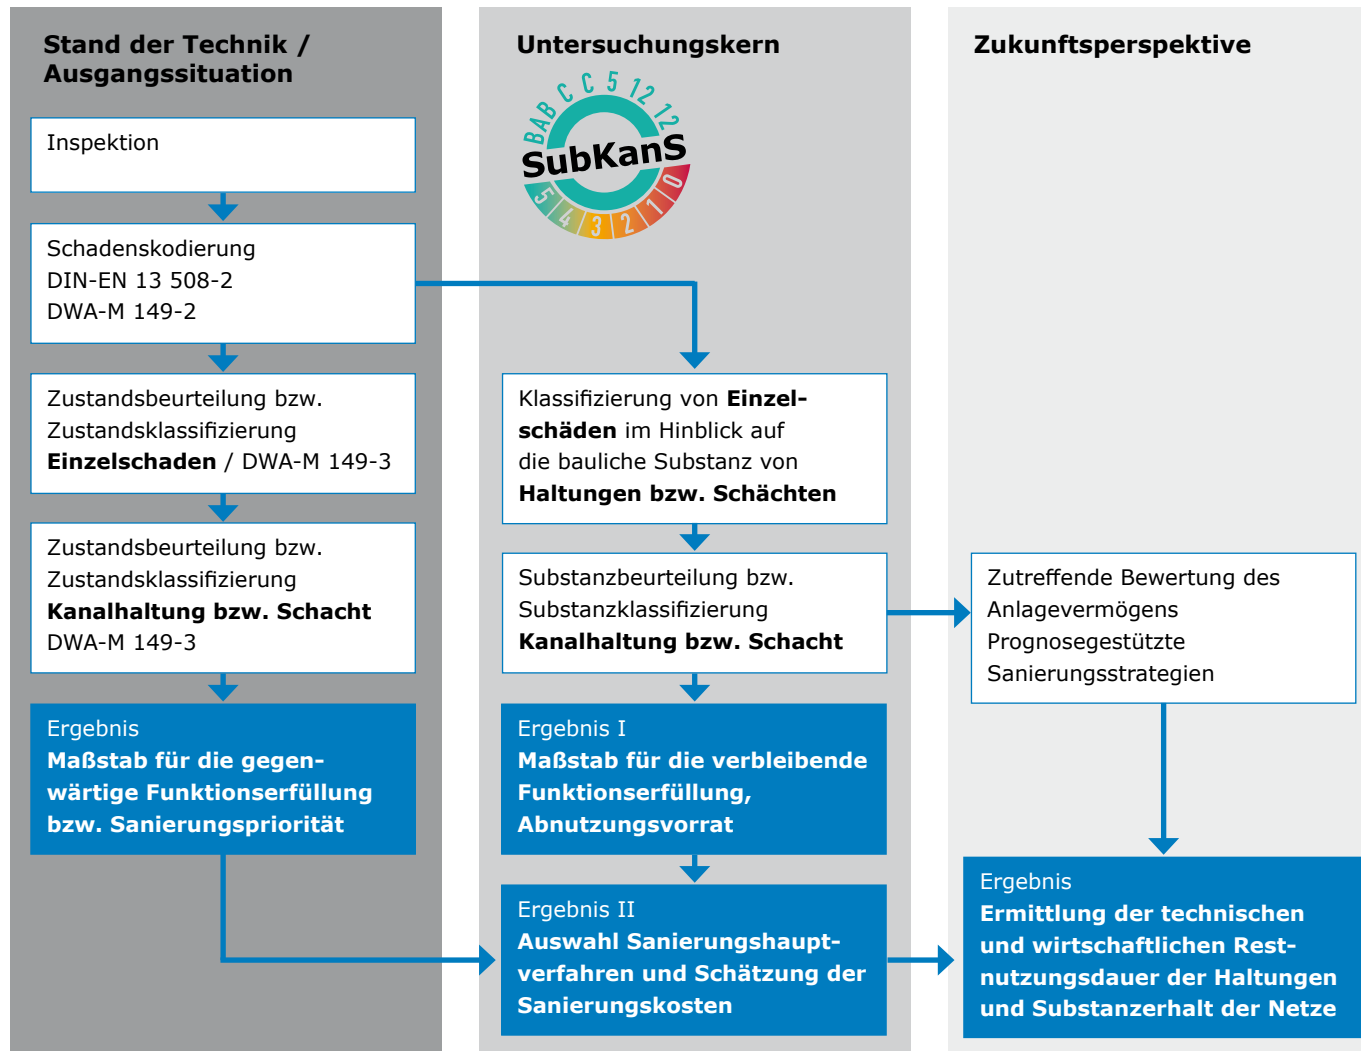 Stand der Technik /
Ausgangssituation
Inspektion
Schadenskodierung
DIN-EN 13 508-2
DWA-M 149-2
Zustandsbeurteilung bzw.
Zustandsklassifizierung
Einzelschaden / DWA-M 149-3
Zustandsbeurteilung bzw.
Zustandsklassifizierung
Kanalhaltung bzw. Schacht
DWA-M 149-3
Ergebnis
Maßstab für die gegen-
wärtige Funktionserfüllung
bzw. Sanierungspriorität
Untersuchungskern
BAB C C 5 12 12
SubKanS
5 4 3 2 1 0
Klassifizierung von Einzel-
schäden im Hinblick auf
die bauliche Substanz von
Haltungen bzw. Schächten
Substanzbeurteilung bzw.
Substanzklassifizierung
Kanalhaltung bzw. Schacht
Ergebnis I
Maßstab für die verbleibende
Funktionserfüllung,
Abnutzungsvorrat
Ergebnis II
Auswahl Sanierungshaupt-
verfahren und Schätzung der
Sanierungskosten
Zukunftsperspektive
Zutreffende Bewertung des
Anlagevermögens
Prognosegestützte
Sanierungsstrategien
Ergebnis
Ermittlung der technischen
und wirtschaftlichen Rest-
nutzungsdauer der Haltungen
und Substanzerhalt der Netze